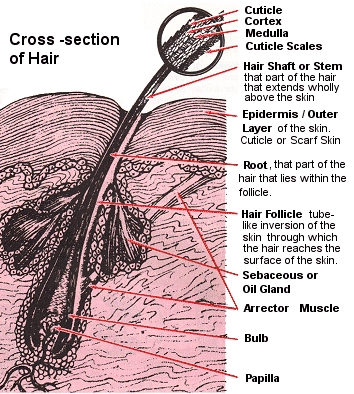 Cross -section
of Hair
Cuticle
Cortex
Medulla
Cuticle Scales
Hair Shaft or Stem
that part of the hair
that extends wholly
above the skin
Epidermis / Outer
Layer of the skin.
Cuticle or Scarf Skin
Root, that part of the
hair that lies within the
follicle.
Hair Follicle tube-
like inversion of the
skin through which
the hair reaches the
surface of the skin.
Sebaceous or
Oil Gland
Arrector Muscle
Bulb
Papilla